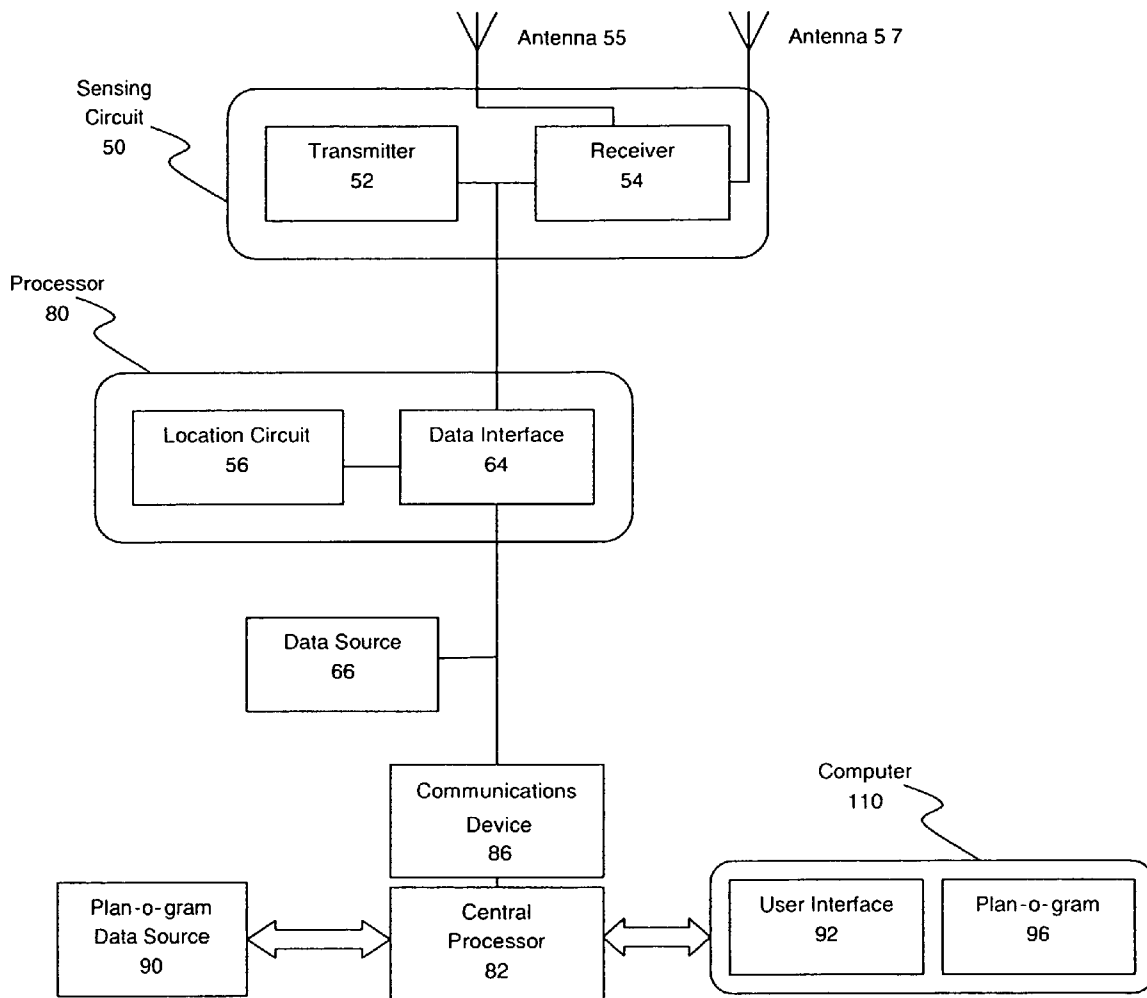 Antenna 55
Antenna 5 7
Sensing
Circuit
50
Transmitter
52
Receiver
54
Processor
80
Location Circuit
56
Data Interface
64
Data Source
66
Communications
Device
86
Computer
110
Plan-o-gram
Data Source
90
Central
Processor
82
User Interface
92
Plan-o-gram
96